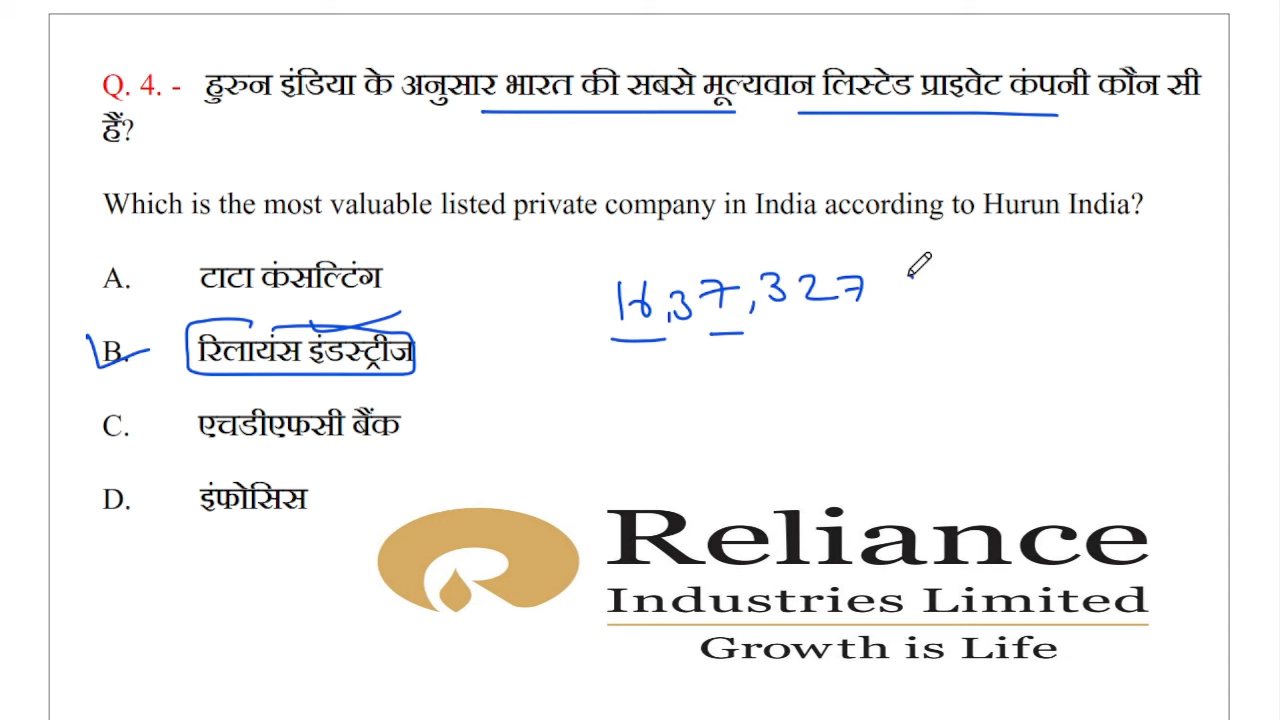 Q. 4. - हुरुन इंडिया के अनुसार भारत की सबसे मूल्यवान लिस्टेड प्राइवेट कंपनी कौन सी
हैं?
Which is the most valuable listed private company in India according to Hurun India?
A. टाटा कंसल्टिंग
16,37,327
B. रिलायंस इंडस्ट्रीज
C. एचडीएफसी बैंक
D. इंफोसिस
Reliance
Industries Limited
Growth is Life